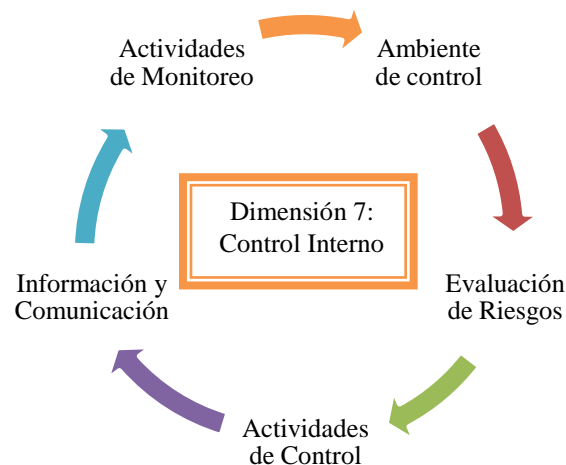 Actividades
de Monitoreo
Ambiente
de control
Dimensión 7:
Control Interno
Información y
Comunicación
Evaluación
de Riesgos
Actividades
de Control